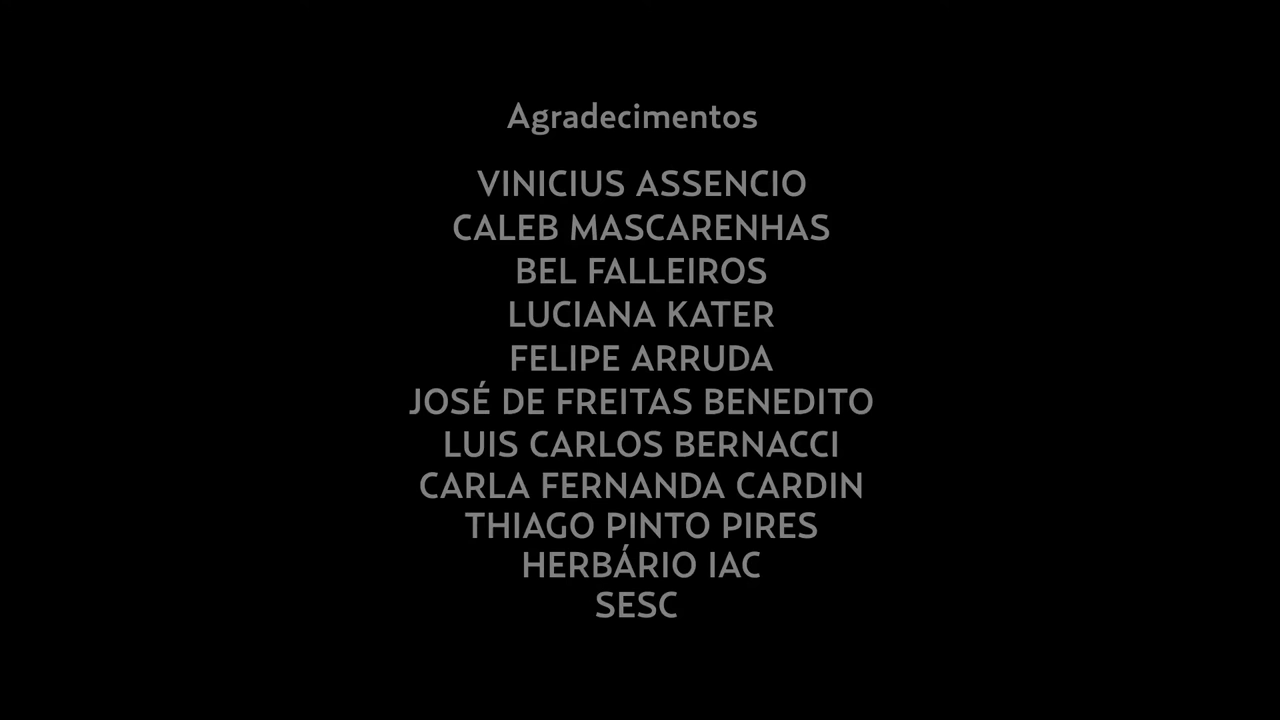 Agradecimentos
VINICIUS ASSENCIO
CALEB MASCARENHAS
BEL FALLEIROS
LUCIANA KATER
FELIPE ARRUDA
JOSÉ DE FREITAS BENEDITO
LUIS CARLOS BERNACCI
CARLA FERNANDA CARDIN
THIAGO PINTO PIRES
HERBÁRIO IAC
SESC